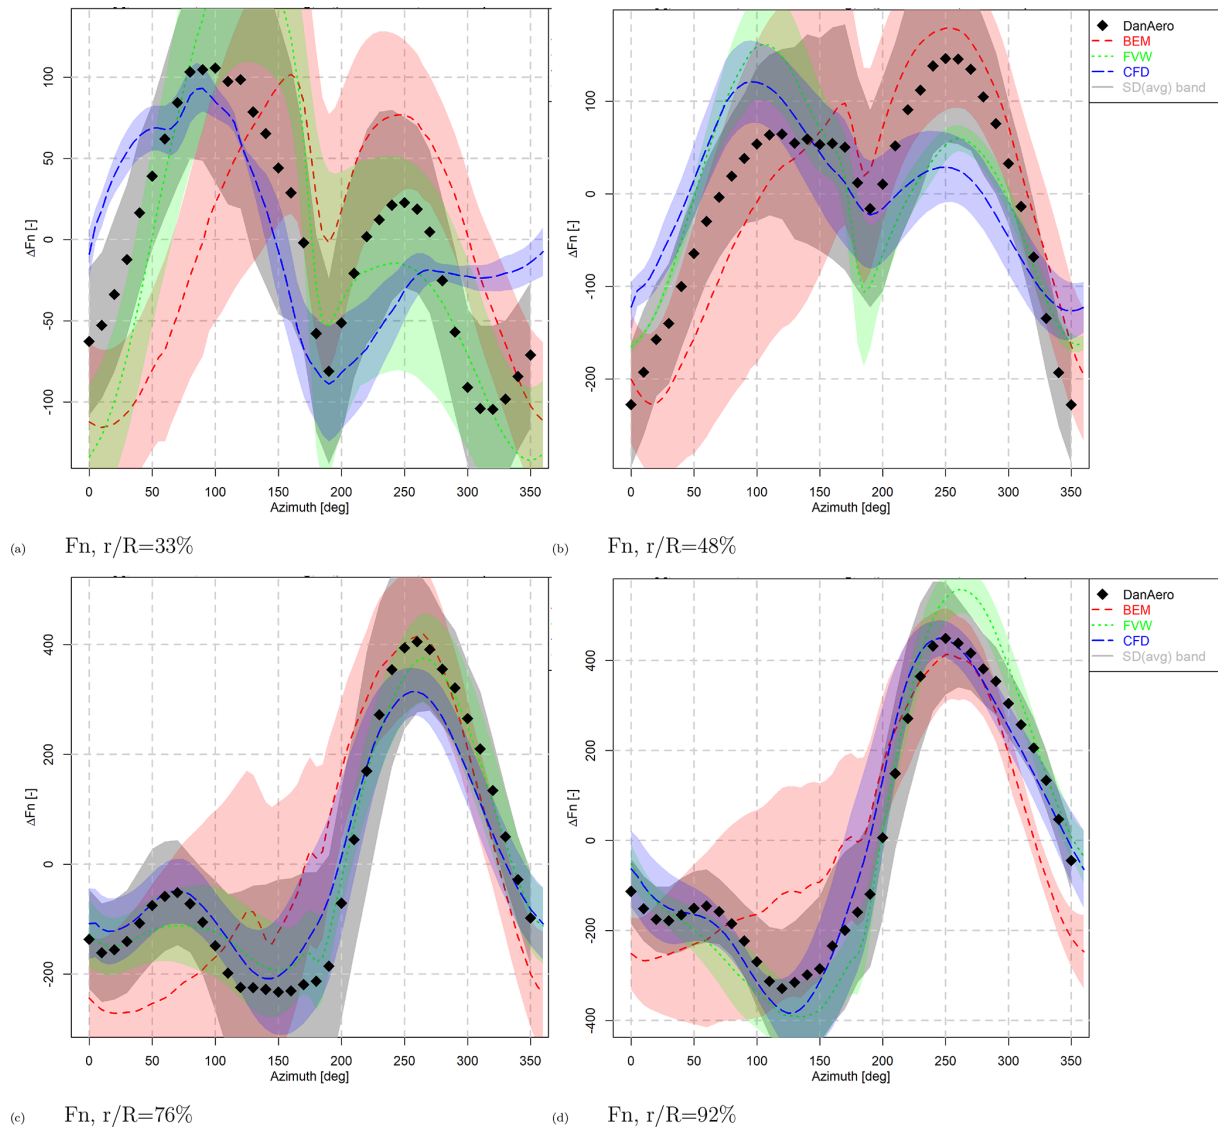 ΔFn [-]
100
50
0
-50
-100
0 50 100 150 200 250 300 350
Azimuth [deg]
(a) Fn, r/R=33%
ΔFn [-]
100
0
-100
-200
0 50 100 150 200 250 300 350
Azimuth [deg]
(b) Fn, r/R=48%
DanAero
BEM
FVW
CFD
SD(avg) band
ΔFn [-]
400
200
0
-200
0 50 100 150 200 250 300 350
Azimuth [deg]
(c) Fn, r/R=76%
ΔFn [-]
400
200
0
-200
-400
0 50 100 150 200 250 300 350
Azimuth [deg]
(d) Fn, r/R=92%
DanAero
BEM
FVW
CFD
SD(avg) band